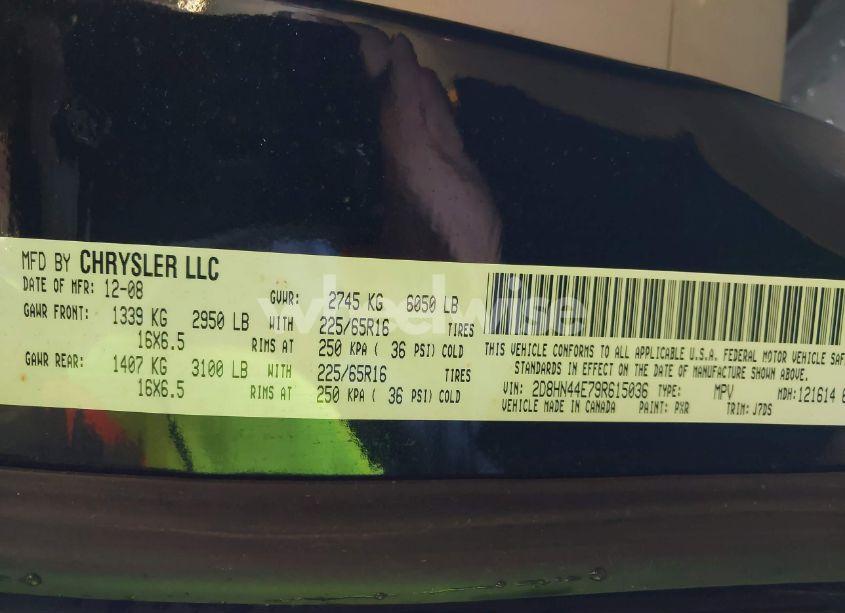 MFD BY CHRYSLER LLC
DATE OF MFR: 12-08 GVWR: 2745 KG 6050 LB
GAWR FRONT: 1339 KG 2950 LB WITH 225/65R16 TIRES
16X6.5 RIMS AT 250 KPA ( 36 PSI) COLD
GAWR REAR: 1407 KG 3100 LB WITH 225/65R16 TIRES
16X6.5 RIMS AT 250 KPA ( 36 PSI) COLD
THIS VEHICLE CONFORMS TO ALL APPLICABLE U.S.A. FEDERAL MOTOR VEHICLE SAF
STANDARDS IN EFFECT ON THE DATE OF MANUFACTURE SHOWN ABOVE.
VIN: 2D8HN44E79R615036 TYPE: MPV MDH: 121614
VEHICLE MADE IN CANADA PAINT: PXR TRIM: J7DS
wheelwise